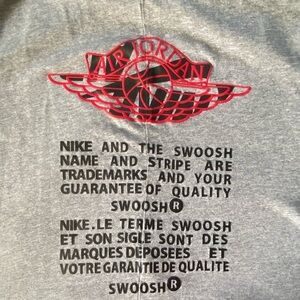 AIR JORDAN
NIKE AND THE SWOOSH
NAME AND STRIPE ARE
TRADEMARKS AND YOUR
GUARANTEE OF QUALITY
SWOOSH®
NIKE.LE TERME SWOOSH
ET SON SIGLE SONT DES
MARQUES DEPOSEES ET
VOTRE GARANTIE DE QUALITE
SWOOSH®